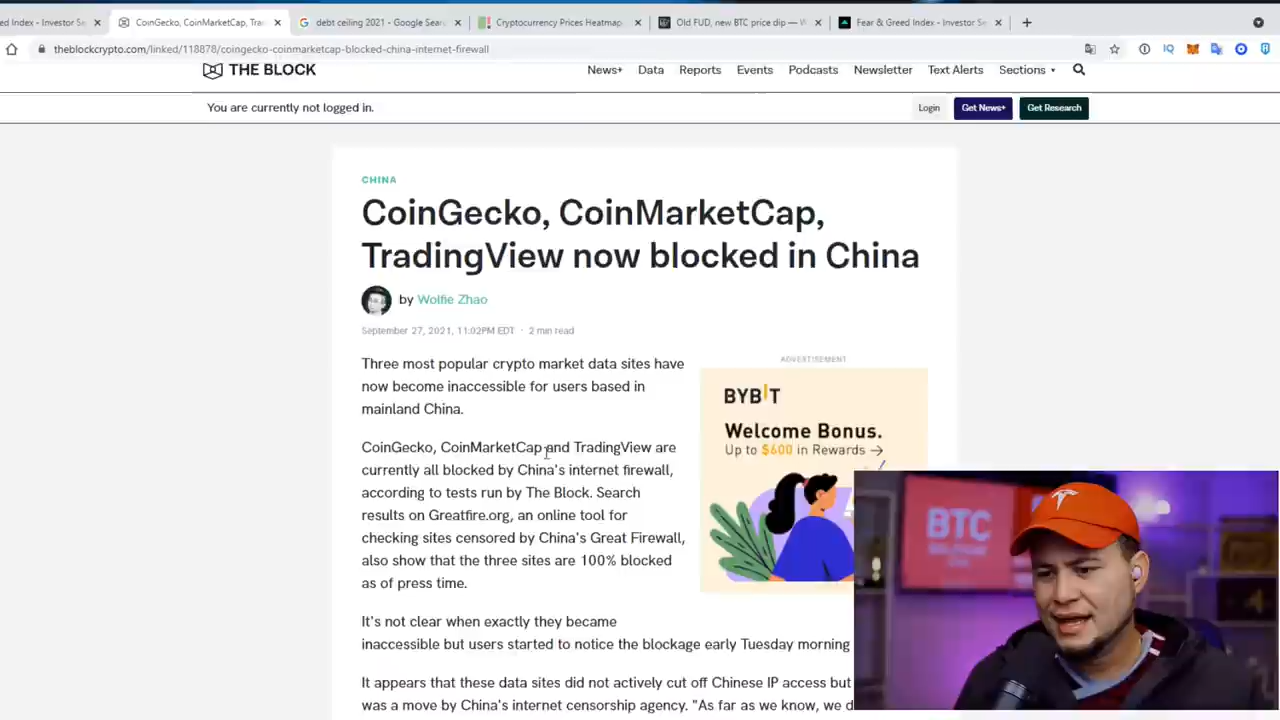 ed Index - Investor Se
CoinGecko, CoinMarketCap, Tra
debt ceiling 2021 - Google Sear
Cryptocurrency Prices Heatmap
Old FUD, new BTC price dip — W
Fear & Greed Index - Investor Se
theblockcrypto.com/linked/118878/coingecko-coinmarketcap-blocked-china-internet-firewall
IQ
THE BLOCK
News+ Data Reports Events Podcasts Newsletter Text Alerts Sections
You are currently not logged in.
Login Get News+ Get Research
CHINA
CoinGecko, CoinMarketCap,
TradingView now blocked in China
by Wolfie Zhao
September 27, 2021, 11:02PM EDT · 2 min read
Three most popular crypto market data sites have
now become inaccessible for users based in
mainland China.
CoinGecko, CoinMarketCap and TradingView are
currently all blocked by China's internet firewall,
according to tests run by The Block. Search
results on Greatfire.org, an online tool for
checking sites censored by China's Great Firewall,
also show that the three sites are 100% blocked
as of press time.
It's not clear when exactly they became
inaccessible but users started to notice the blockage early Tuesday morning
It appears that these data sites did not actively cut off Chinese IP access but
was a move by China's internet censorship agency. "As far as we know, we d
ADVERTISEMENT
BYBIT
Welcome Bonus.
Up to $600 in Rewards →
BTC